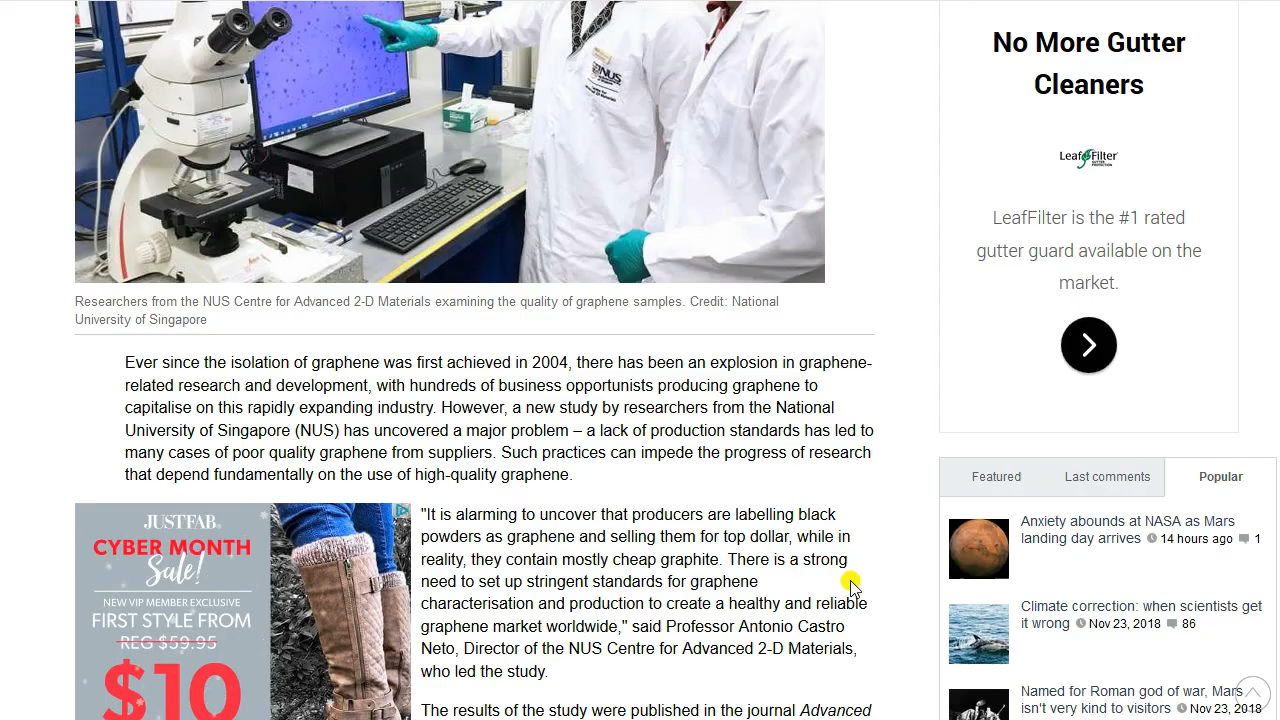 NUS
Researchers from the NUS Centre for Advanced 2-D Materials examining the quality of graphene samples. Credit: National
University of Singapore
Ever since the isolation of graphene was first achieved in 2004, there has been an explosion in graphene-
related research and development, with hundreds of business opportunists producing graphene to
capitalise on this rapidly expanding industry. However, a new study by researchers from the National
University of Singapore (NUS) has uncovered a major problem – a lack of production standards has led to
many cases of poor quality graphene from suppliers. Such practices can impede the progress of research
that depend fundamentally on the use of high-quality graphene.
JUSTFAB
CYBER MONTH
Sale!
NEW VIP MEMBER EXCLUSIVE
FIRST STYLE FROM
REG $59.95
$10
"It is alarming to uncover that producers are labelling black
powders as graphene and selling them for top dollar, while in
reality, they contain mostly cheap graphite. There is a strong
need to set up stringent standards for graphene
characterisation and production to create a healthy and reliable
graphene market worldwide," said Professor Antonio Castro
Neto, Director of the NUS Centre for Advanced 2-D Materials,
who led the study.
The results of the study were published in the journal Advanced
No More Gutter
Cleaners
LeafFilter
GUTTER PROTECTION
LeafFilter is the #1 rated
gutter guard available on the
market.
Featured Last comments Popular
Anxiety abounds at NASA as Mars
landing day arrives 14 hours ago 1
Climate correction: when scientists get
it wrong Nov 23, 2018 86
Named for Roman god of war, Mars
isn't very kind to visitors Nov 23, 2018